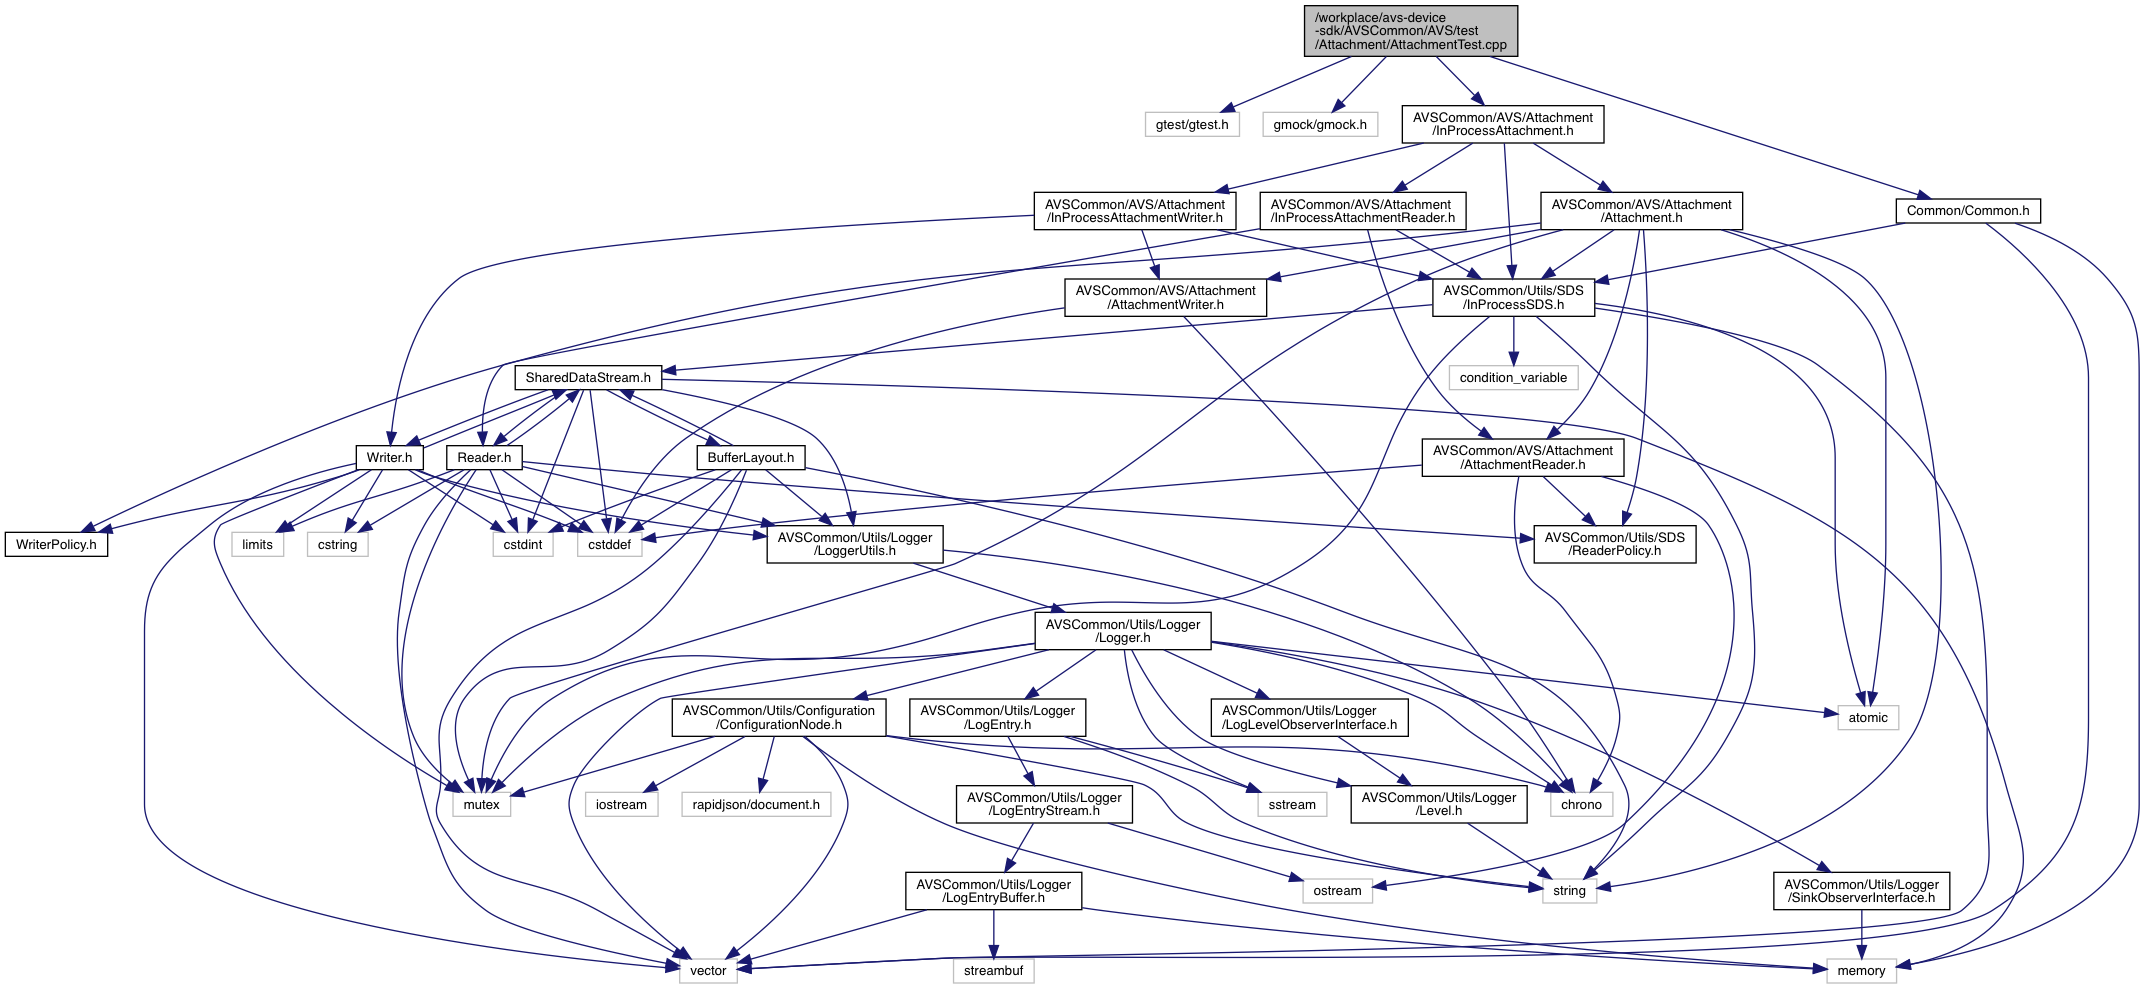 /workplace/avs-device
-sdk/AVSCommon/AVS/test
/Attachment/AttachmentTest.cpp
gtest/gtest.h
gmock/gmock.h
AVSCommon/AVS/Attachment
/InProcessAttachment.h
AVSCommon/AVS/Attachment
/InProcessAttachmentWriter.h
AVSCommon/AVS/Attachment
/InProcessAttachmentReader.h
AVSCommon/AVS/Attachment
/Attachment.h
Common/Common.h
AVSCommon/AVS/Attachment
/AttachmentWriter.h
AVSCommon/Utils/SDS
/InProcessSDS.h
SharedDataStream.h
condition_variable
Writer.h
Reader.h
BufferLayout.h
AVSCommon/AVS/Attachment
/AttachmentReader.h
WriterPolicy.h
limits
cstring
cstdint
cstddef
AVSCommon/Utils/Logger
/LoggerUtils.h
AVSCommon/Utils/SDS
/ReaderPolicy.h
AVSCommon/Utils/Logger
/Logger.h
AVSCommon/Utils/Configuration
/ConfigurationNode.h
AVSCommon/Utils/Logger
/LogEntry.h
AVSCommon/Utils/Logger
/LogLevelObserverInterface.h
atomic
mutex
iostream
rapidjson/document.h
AVSCommon/Utils/Logger
/LogEntryStream.h
sstream
AVSCommon/Utils/Logger
/Level.h
chrono
AVSCommon/Utils/Logger
/LogEntryBuffer.h
ostream
string
AVSCommon/Utils/Logger
/SinkObserverInterface.h
vector
streambuf
memory